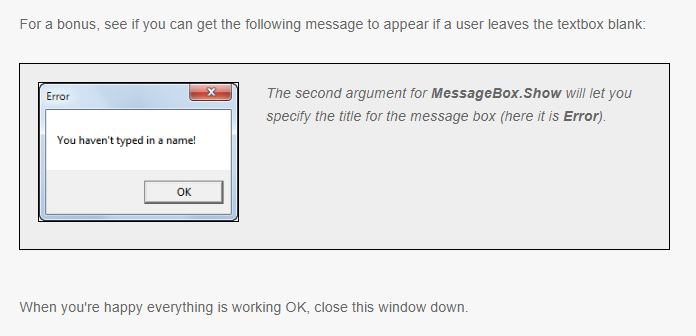 For a bonus, see if you can get the following message to appear if a user leaves the textbox blank:
Error
You haven't typed in a name!
OK
The second argument for MessageBox.Show will let you
specify the title for the message box (here it is Error).
When you're happy everything is working OK, close this window down.